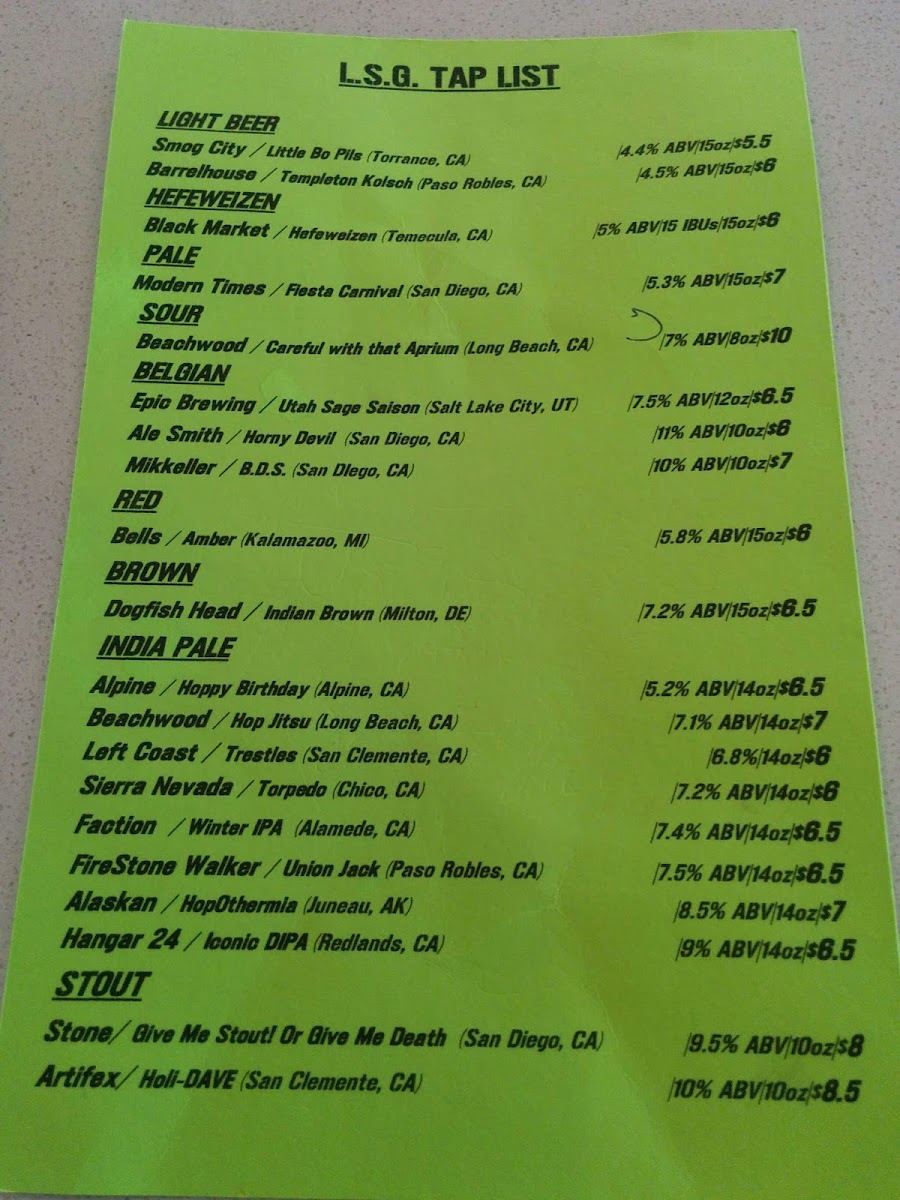 L.S.G. TAP LIST
LIGHT BEER
Smog City / Little Bo Pils (Torrance, CA) |4.4% ABV|15oz|$5.5
Barrelhouse / Templeton Kolsch (Paso Robles, CA) |4.5% ABV|15oz|$6
HEFEWEIZEN
Black Market / Hefeweizen (Temecula, CA) |5% ABV|15 IBUs|15oz|$6
PALE
Modern Times / Fiesta Carnival (San Diego, CA) |5.3% ABV|15oz|$7
SOUR
Beachwood / Careful with that Aprium (Long Beach, CA) |7% ABV|8oz|$10
BELGIAN
Epic Brewing / Utah Sage Saison (Salt Lake City, UT) |7.5% ABV|12oz|$6.5
Ale Smith / Horny Devil (San Diego, CA) |11% ABV|10oz|$6
Mikkeller / B.D.S. (San Diego, CA) |10% ABV|10oz|$7
RED
Bells / Amber (Kalamazoo, MI) |5.8% ABV|15oz|$6
BROWN
Dogfish Head / Indian Brown (Milton, DE) |7.2% ABV|15oz|$6.5
INDIA PALE
Alpine / Hoppy Birthday (Alpine, CA) |5.2% ABV|14oz|$6.5
Beachwood / Hop Jitsu (Long Beach, CA) |7.1% ABV|14oz|$7
Left Coast / Trestles (San Clemente, CA) |6.8%|14oz|$6
Sierra Nevada / Torpedo (Chico, CA) |7.2% ABV|14oz|$6
Faction / Winter IPA (Alamede, CA) |7.4% ABV|14oz|$6.5
FireStone Walker / Union Jack (Paso Robles, CA) |7.5% ABV|14oz|$6.5
Alaskan / HopOthermia (Juneau, AK) |8.5% ABV|14oz|$7
Hangar 24 / Iconic DIPA (Redlands, CA) |9% ABV|14oz|$6.5
STOUT
Stone/ Give Me Stout! Or Give Me Death (San Diego, CA) |9.5% ABV|10oz|$8
Artifex/ Holi-DAVE (San Clemente, CA) |10% ABV|10oz|$8.5